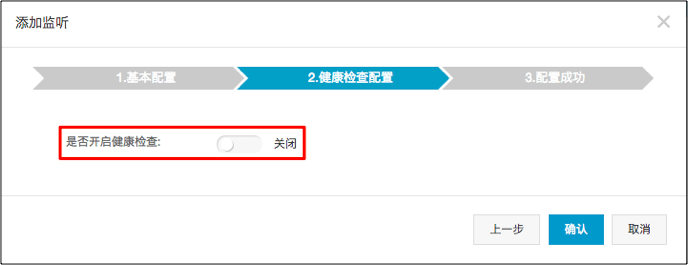 添加监听
1.基本配置 2.健康检查配置 3.配置成功
是否开启健康检查: 关闭
上一步 确认 取消